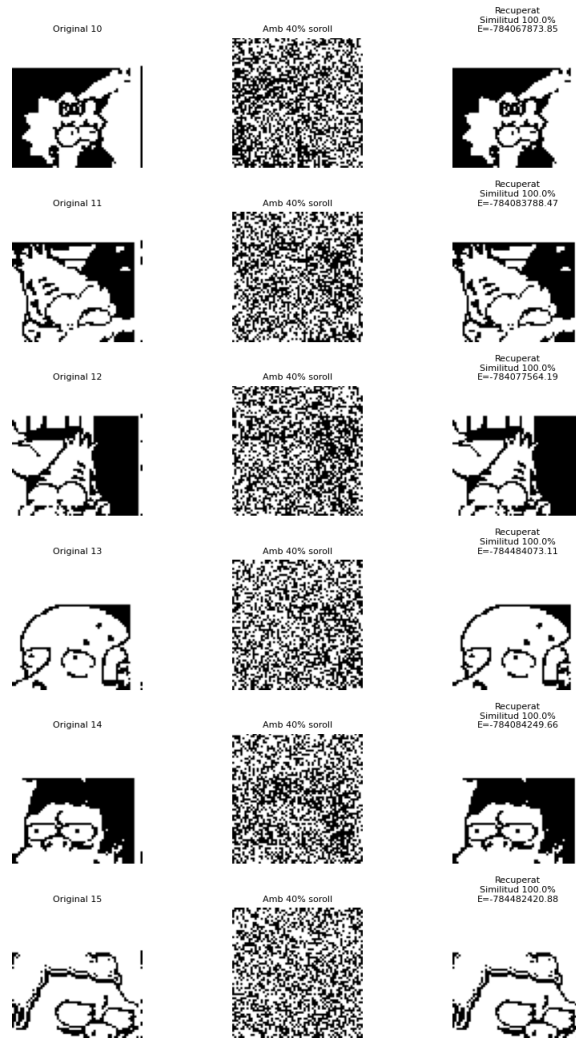 Original 10
Amb 40% soroll
Recuperat
Similitud 100.0%
E=-784067873.85
Original 11
Amb 40% soroll
Recuperat
Similitud 100.0%
E=-784083788.47
Original 12
Amb 40% soroll
Recuperat
Similitud 100.0%
E=-784077564.19
Original 13
Amb 40% soroll
Recuperat
Similitud 100.0%
E=-784484073.11
Original 14
Amb 40% soroll
Recuperat
Similitud 100.0%
E=-784084249.66
Original 15
Amb 40% soroll
Recuperat
Similitud 100.0%
E=-784482420.88